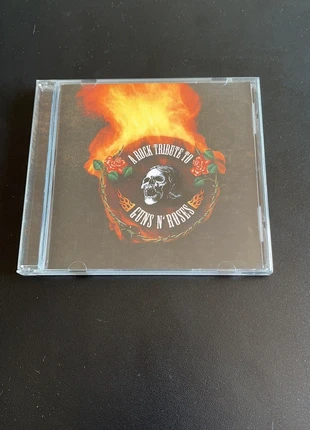 A ROCK TRIBUTE TO
GUNS N' ROSES